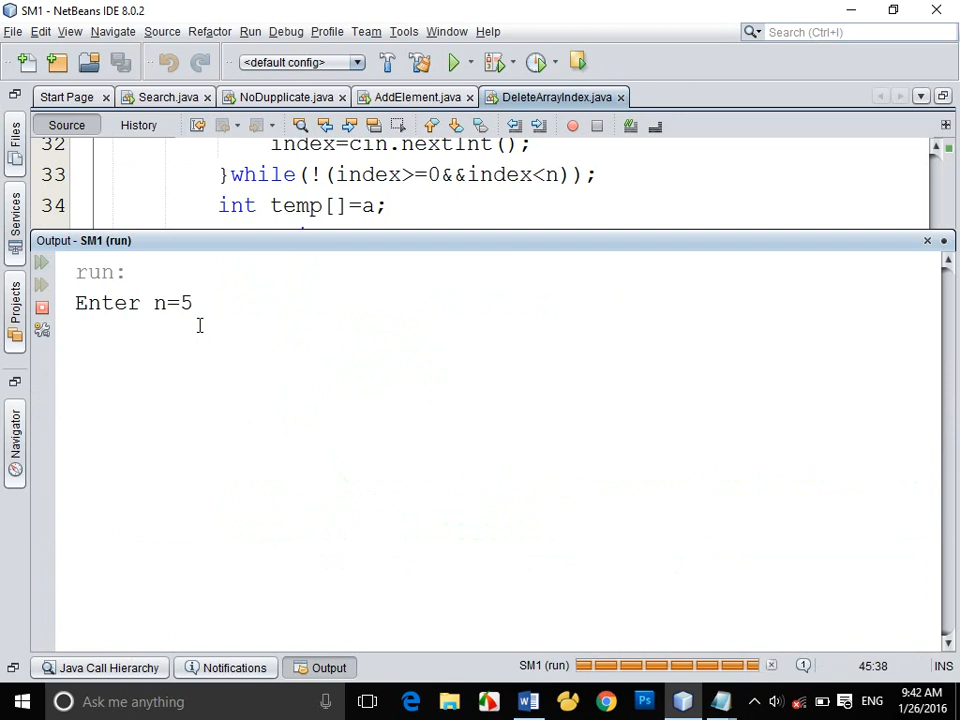 SM1 - NetBeans IDE 8.0.2
File Edit View Navigate Source Refactor Run Debug Profile Team Tools Window Help
Search (Ctrl+I)
<default config>
Start Page Search.java NoDupplicate.java AddElement.java DeleteArrayIndex.java
Source History
Files
Services
Projects
Navigator
32 index=cin.nextInt();
33 }while(!(index>=0&&index<n));
34 int temp[]=a;
Output - SM1 (run)
run:
Enter n=5
Java Call Hierarchy Notifications Output SM1 (run) 1 45:38 INS
Ask me anything
ENG
9:42 AM
1/26/2016